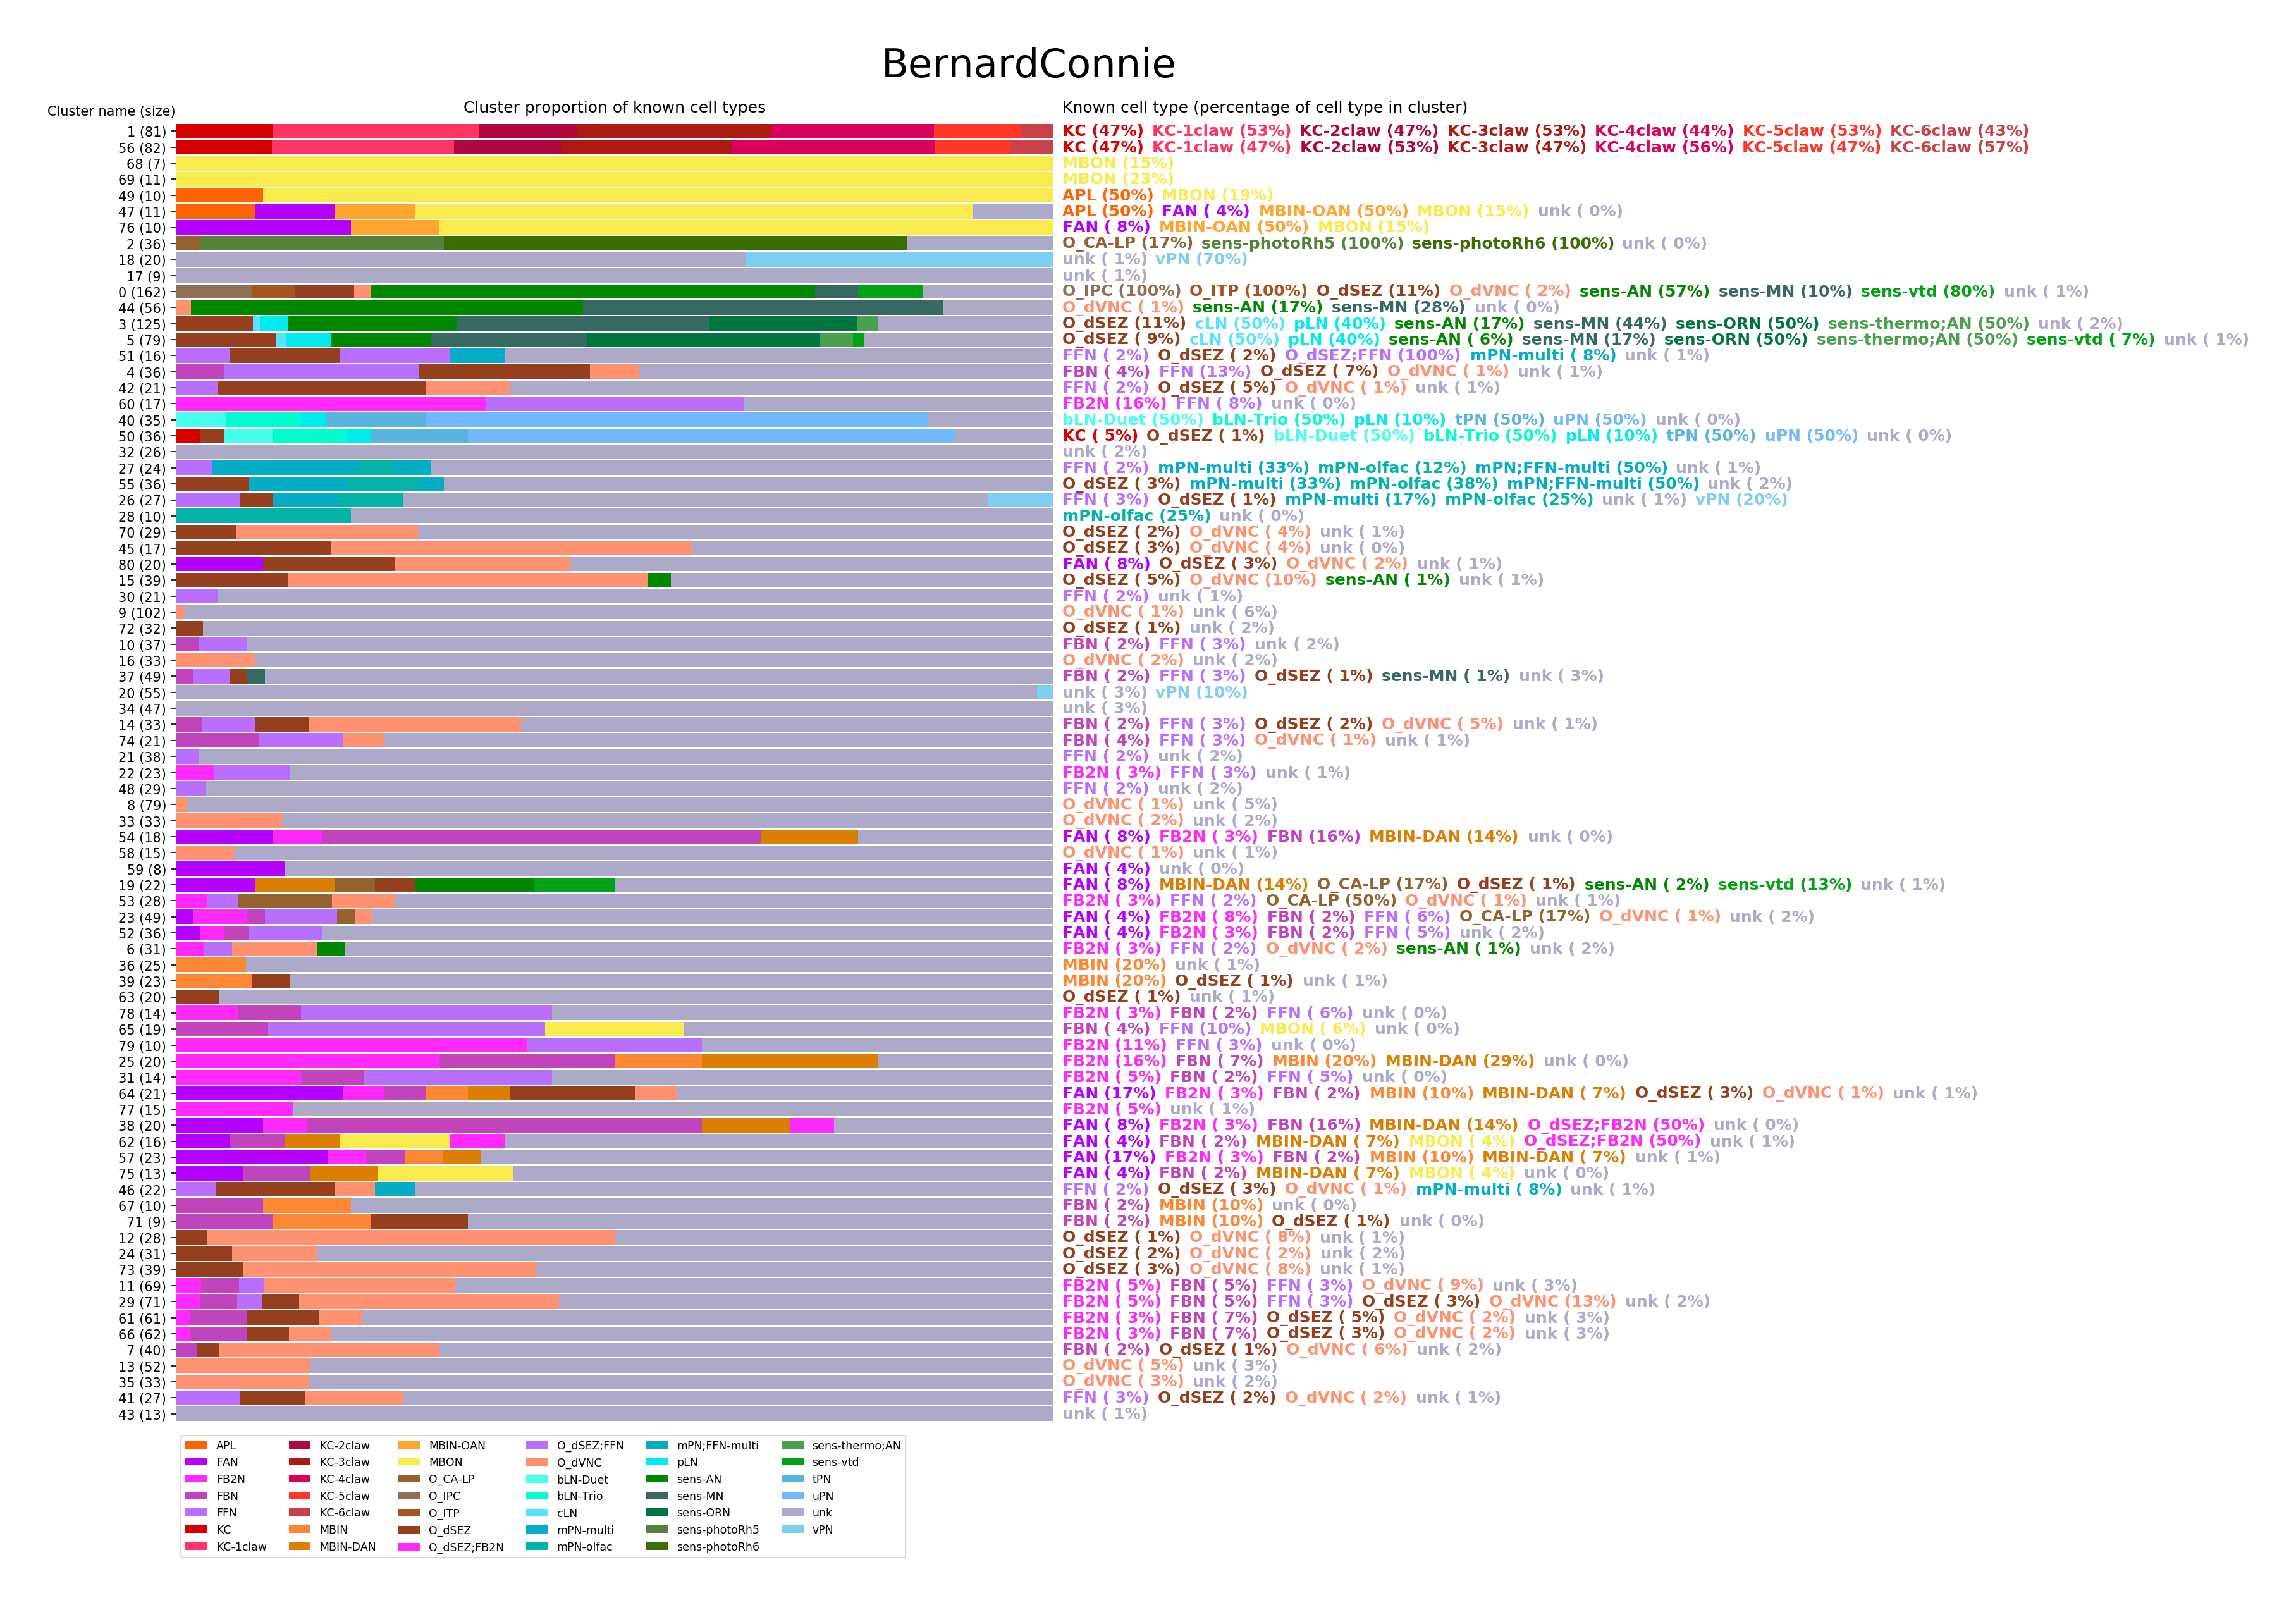 BernardConnie
Cluster name (size) Cluster proportion of known cell types Known cell type (percentage of cell type in cluster)
1 (81) KC (47%) KC-1claw (53%) KC-2claw (47%) KC-3claw (53%) KC-4claw (44%) KC-5claw (53%) KC-6claw (43%)
56 (82) KC (47%) KC-1claw (47%) KC-2claw (53%) KC-3claw (47%) KC-4claw (56%) KC-5claw (47%) KC-6claw (57%)
68 (7) MBON (15%)
69 (11) MBON (23%)
49 (10) APL (50%) MBON (19%)
47 (11) APL (50%) FAN ( 4%) MBIN-OAN (50%) MBON (15%) unk ( 0%)
76 (10) FAN ( 8%) MBIN-OAN (50%) MBON (15%)
2 (36) O_CA-LP (17%) sens-photoRh5 (100%) sens-photoRh6 (100%) unk ( 0%)
18 (20) unk ( 1%) vPN (70%)
17 (9) unk ( 1%)
0 (162) O_IPC (100%) O_ITP (100%) O_dSEZ (11%) O_dVNC ( 2%) sens-AN (57%) sens-MN (10%) sens-vtd (80%) unk ( 1%)
44 (56) O_dVNC ( 1%) sens-AN (17%) sens-MN (28%) unk ( 0%)
3 (125) O_dSEZ (11%) cLN (50%) pLN (40%) sens-AN (17%) sens-MN (44%) sens-ORN (50%) sens-thermo;AN (50%) unk ( 2%)
5 (79) O_dSEZ ( 9%) cLN (50%) pLN (40%) sens-AN ( 6%) sens-MN (17%) sens-ORN (50%) sens-thermo;AN (50%) sens-vtd ( 7%) unk ( 1%)
51 (16) FFN ( 2%) O_dSEZ ( 2%) O_dSEZ;FFN (100%) mPN-multi ( 8%) unk ( 1%)
4 (36) FBN ( 4%) FFN (13%) O_dSEZ ( 7%) O_dVNC ( 1%) unk ( 1%)
42 (21) FFN ( 2%) O_dSEZ ( 5%) O_dVNC ( 1%) unk ( 1%)
60 (17) FB2N (16%) FFN ( 8%) unk ( 0%)
40 (35) bLN-Duet (50%) bLN-Trio (50%) pLN (10%) tPN (50%) uPN (50%) unk ( 0%)
50 (36) KC ( 5%) O_dSEZ ( 1%) bLN-Duet (50%) bLN-Trio (50%) pLN (10%) tPN (50%) uPN (50%) unk ( 0%)
32 (26) unk ( 2%)
27 (24) FFN ( 2%) mPN-multi (33%) mPN-olfac (12%) mPN;FFN-multi (50%) unk ( 1%)
55 (36) O_dSEZ ( 3%) mPN-multi (33%) mPN-olfac (38%) mPN;FFN-multi (50%) unk ( 2%)
26 (27) FFN ( 3%) O_dSEZ ( 1%) mPN-multi (17%) mPN-olfac (25%) unk ( 1%) vPN (20%)
28 (10) mPN-olfac (25%) unk ( 0%)
70 (29) O_dSEZ ( 2%) O_dVNC ( 4%) unk ( 1%)
45 (17) O_dSEZ ( 3%) O_dVNC ( 4%) unk ( 0%)
80 (20) FAN ( 8%) O_dSEZ ( 3%) O_dVNC ( 2%) unk ( 1%)
15 (39) O_dSEZ ( 5%) O_dVNC (10%) sens-AN ( 1%) unk ( 1%)
30 (21) FFN ( 2%) unk ( 1%)
9 (102) O_dVNC ( 1%) unk ( 6%)
72 (32) O_dSEZ ( 1%) unk ( 2%)
10 (37) FBN ( 2%) FFN ( 3%) unk ( 2%)
16 (33) O_dVNC ( 2%) unk ( 2%)
37 (49) FBN ( 2%) FFN ( 3%) O_dSEZ ( 1%) sens-MN ( 1%) unk ( 3%)
20 (55) unk ( 3%) vPN (10%)
34 (47) unk ( 3%)
14 (33) FBN ( 2%) FFN ( 3%) O_dSEZ ( 2%) O_dVNC ( 5%) unk ( 1%)
74 (21) FBN ( 4%) FFN ( 3%) O_dVNC ( 1%) unk ( 1%)
21 (38) FFN ( 2%) unk ( 2%)
22 (23) FB2N ( 3%) FFN ( 3%) unk ( 1%)
48 (29) FFN ( 2%) unk ( 2%)
8 (79) O_dVNC ( 1%) unk ( 5%)
33 (33) O_dVNC ( 2%) unk ( 2%)
54 (18) FAN ( 8%) FB2N ( 3%) FBN (16%) MBIN-DAN (14%) unk ( 0%)
58 (15) O_dVNC ( 1%) unk ( 1%)
59 (8) FAN ( 4%) unk ( 0%)
19 (22) FAN ( 8%) MBIN-DAN (14%) O_CA-LP (17%) O_dSEZ ( 1%) sens-AN ( 2%) sens-vtd (13%) unk ( 1%)
53 (28) FB2N ( 3%) FFN ( 2%) O_CA-LP (50%) O_dVNC ( 1%) unk ( 1%)
23 (49) FAN ( 4%) FB2N ( 8%) FBN ( 2%) FFN ( 6%) O_CA-LP (17%) O_dVNC ( 1%) unk ( 2%)
52 (36) FAN ( 4%) FB2N ( 3%) FBN ( 2%) FFN ( 5%) unk ( 2%)
6 (31) FB2N ( 3%) FFN ( 2%) O_dVNC ( 2%) sens-AN ( 1%) unk ( 2%)
36 (25) MBIN (20%) unk ( 1%)
39 (23) MBIN (20%) O_dSEZ ( 1%) unk ( 1%)
63 (20) O_dSEZ ( 1%) unk ( 1%)
78 (14) FB2N ( 3%) FBN ( 2%) FFN ( 6%) unk ( 0%)
65 (19) FBN ( 4%) FFN (10%) MBON ( 6%) unk ( 0%)
79 (10) FB2N (11%) FFN ( 3%) unk ( 0%)
25 (20) FB2N (16%) FBN ( 7%) MBIN (20%) MBIN-DAN (29%) unk ( 0%)
31 (14) FB2N ( 5%) FBN ( 2%) FFN ( 5%) unk ( 0%)
64 (21) FAN (17%) FB2N ( 3%) FBN ( 2%) MBIN (10%) MBIN-DAN ( 7%) O_dSEZ ( 3%) O_dVNC ( 1%) unk ( 1%)
77 (15) FB2N ( 5%) unk ( 1%)
38 (20) FAN ( 8%) FB2N ( 3%) FBN (16%) MBIN-DAN (14%) O_dSEZ;FB2N (50%) unk ( 0%)
62 (16) FAN ( 4%) FBN ( 2%) MBIN-DAN ( 7%) MBON ( 4%) O_dSEZ;FB2N (50%) unk ( 1%)
57 (23) FAN (17%) FB2N ( 3%) FBN ( 2%) MBIN (10%) MBIN-DAN ( 7%) unk ( 1%)
75 (13) FAN ( 4%) FBN ( 2%) MBIN-DAN ( 7%) MBON ( 4%) unk ( 0%)
46 (22) FFN ( 2%) O_dSEZ ( 3%) O_dVNC ( 1%) mPN-multi ( 8%) unk ( 1%)
67 (10) FBN ( 2%) MBIN (10%) unk ( 0%)
71 (9) FBN ( 2%) MBIN (10%) O_dSEZ ( 1%) unk ( 0%)
12 (28) O_dSEZ ( 1%) O_dVNC ( 8%) unk ( 1%)
24 (31) O_dSEZ ( 2%) O_dVNC ( 2%) unk ( 2%)
73 (39) O_dSEZ ( 3%) O_dVNC ( 8%) unk ( 1%)
11 (69) FB2N ( 5%) FBN ( 5%) FFN ( 3%) O_dVNC ( 9%) unk ( 3%)
29 (71) FB2N ( 5%) FBN ( 5%) FFN ( 3%) O_dSEZ ( 3%) O_dVNC (13%) unk ( 2%)
61 (61) FB2N ( 3%) FBN ( 7%) O_dSEZ ( 5%) O_dVNC ( 2%) unk ( 3%)
66 (62) FB2N ( 3%) FBN ( 7%) O_dSEZ ( 3%) O_dVNC ( 2%) unk ( 3%)
7 (40) FBN ( 2%) O_dSEZ ( 1%) O_dVNC ( 6%) unk ( 2%)
13 (52) O_dVNC ( 5%) unk ( 3%)
35 (33) O_dVNC ( 3%) unk ( 2%)
41 (27) FFN ( 3%) O_dSEZ ( 2%) O_dVNC ( 2%) unk ( 1%)
43 (13) unk ( 1%)
APL KC-2claw MBIN-OAN O_dSEZ;FFN mPN;FFN-multi sens-thermo;AN
FAN KC-3claw MBON O_dVNC pLN sens-vtd
FB2N KC-4claw O_CA-LP bLN-Duet sens-AN tPN
FBN KC-5claw O_IPC bLN-Trio sens-MN uPN
FFN KC-6claw O_ITP cLN sens-ORN unk
KC MBIN O_dSEZ mPN-multi sens-photoRh5 vPN
KC-1claw MBIN-DAN O_dSEZ;FB2N mPN-olfac sens-photoRh6